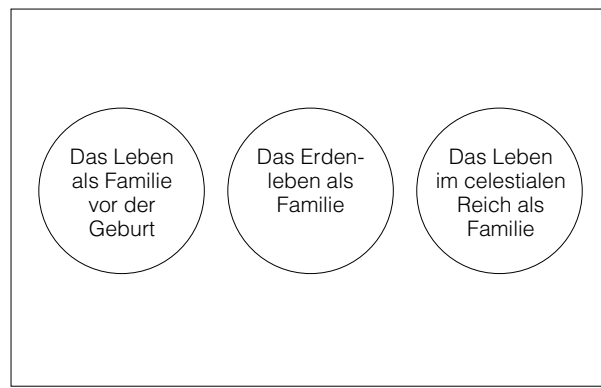 Das Leben
als Familie
vor der
Geburt
Das Erden-
leben als
Familie
Das Leben
im celestialen
Reich als
Familie